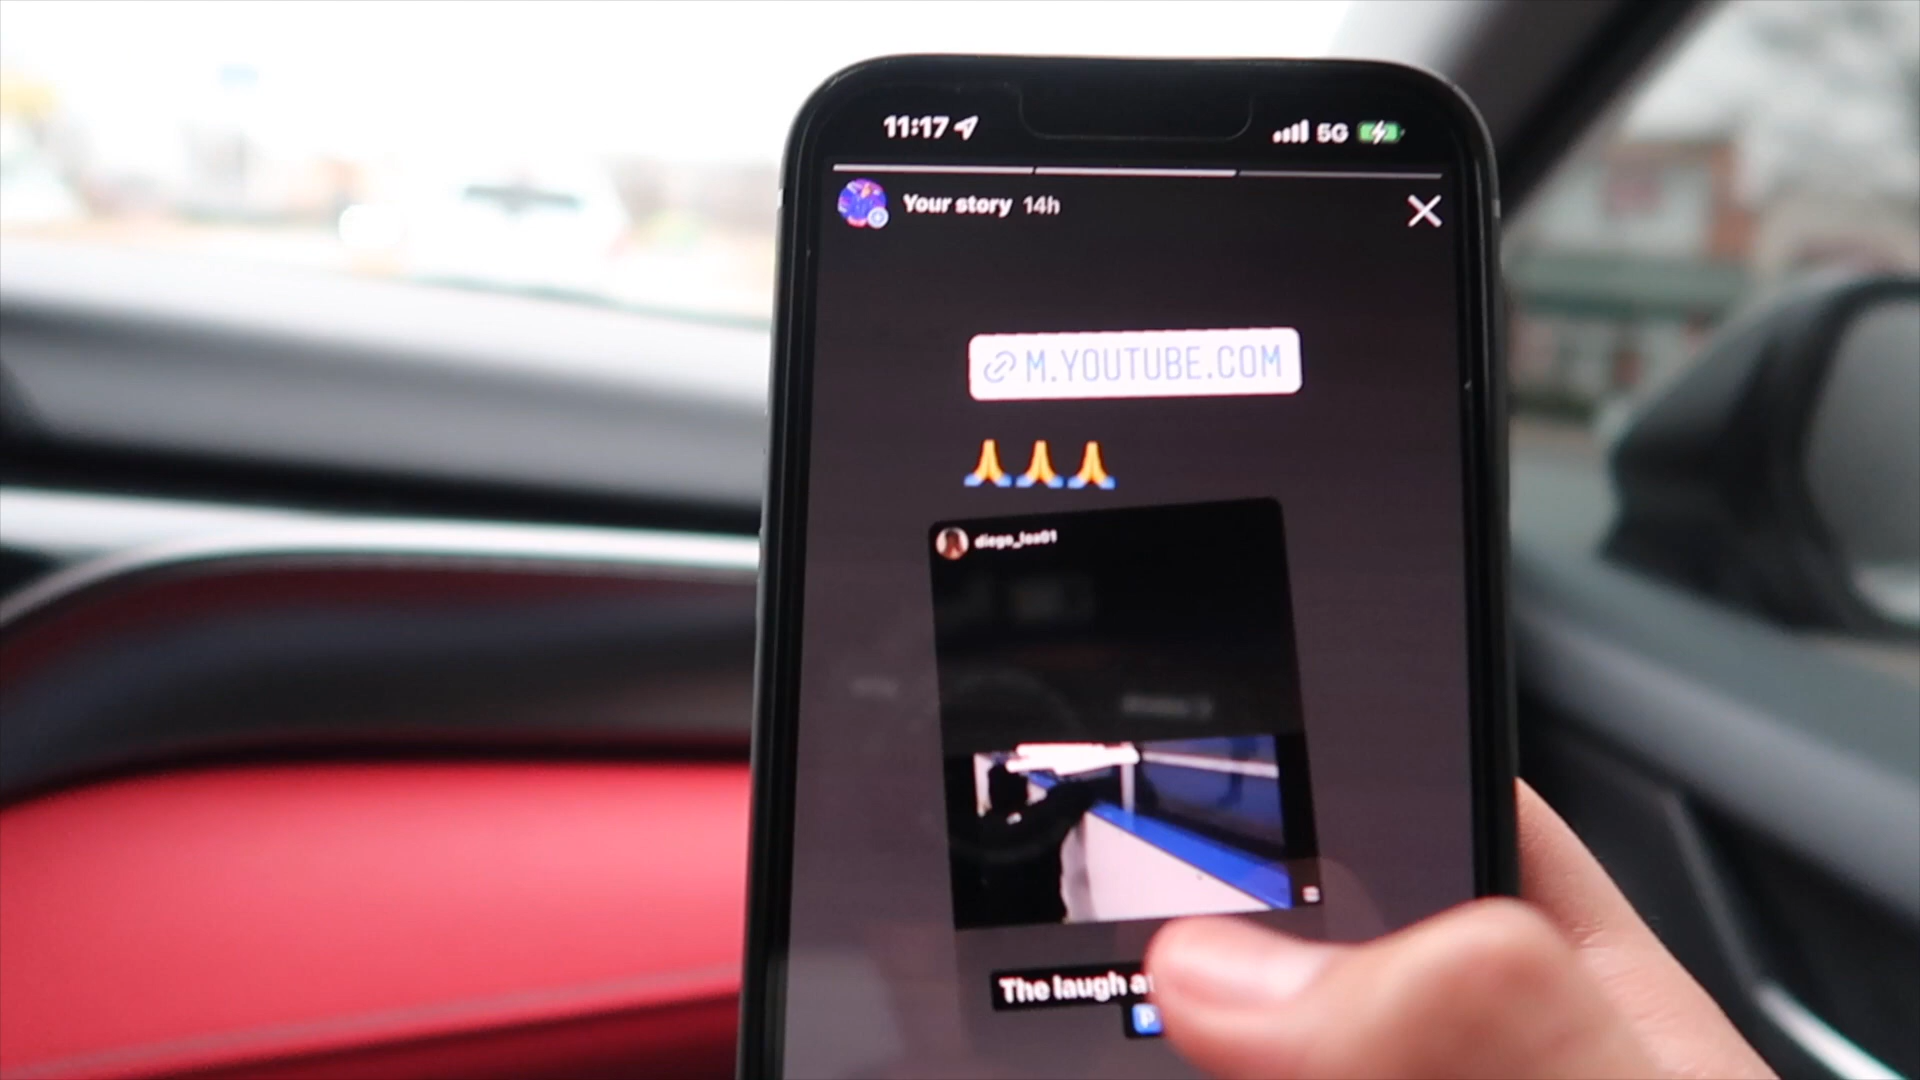 11:17 5G
Your story 14h
M.YOUTUBE.COM
🙏🙏🙏
The laugh